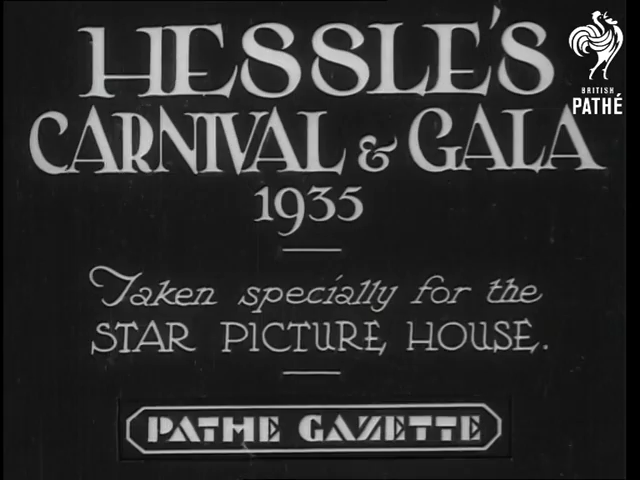 HESSLE'S
CARNIVAL & GALA
1935
Taken specially for the
STAR PICTURE HOUSE.
PATHE GAZETTE
BRITISH
PATHÉ